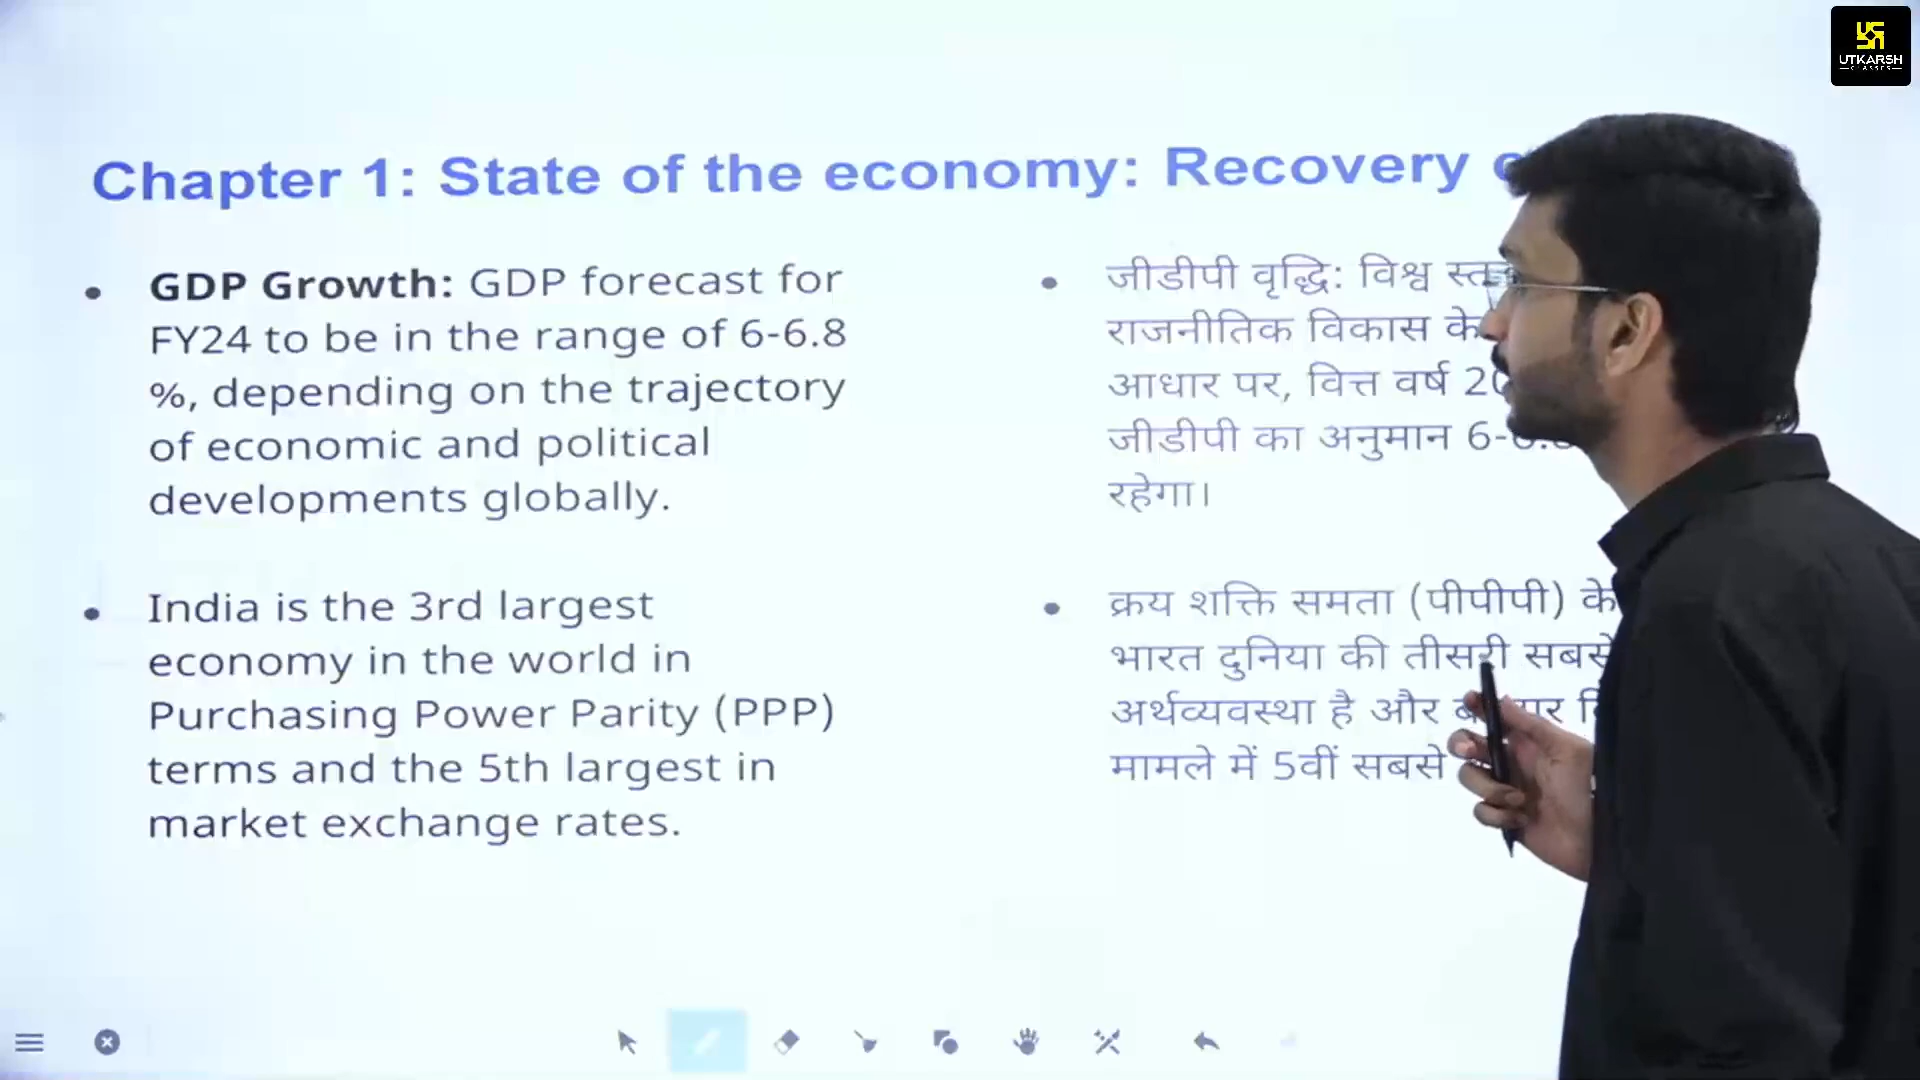 UTKARSH
CLASSES
Chapter 1: State of the economy: Recovery
GDP Growth: GDP forecast for
FY24 to be in the range of 6-6.8
%, depending on the trajectory
of economic and political
developments globally.
India is the 3rd largest
economy in the world in
Purchasing Power Parity (PPP)
terms and the 5th largest in
market exchange rates.
जीडीपी वृद्धि: विश्व
राजनीतिक विकास के
आधार पर, वित्त वर्ष
जीडीपी का अनुमान
रहेगा।
क्रय शक्ति समता (पीपीपी) के
भारत दुनिया की तीसरी सबसे
अर्थव्यवस्था है और
मामले में 5वीं सबसे